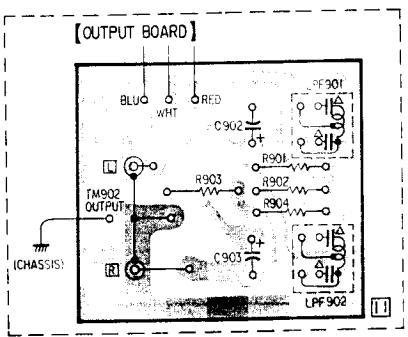 【OUTPUT BOARD】
BLU
WHT
RED
LPF901
C902
L
R901
R903
R902
TM902
OUTPUT
R904
(CHASSIS)
R
C903
LPF902
11